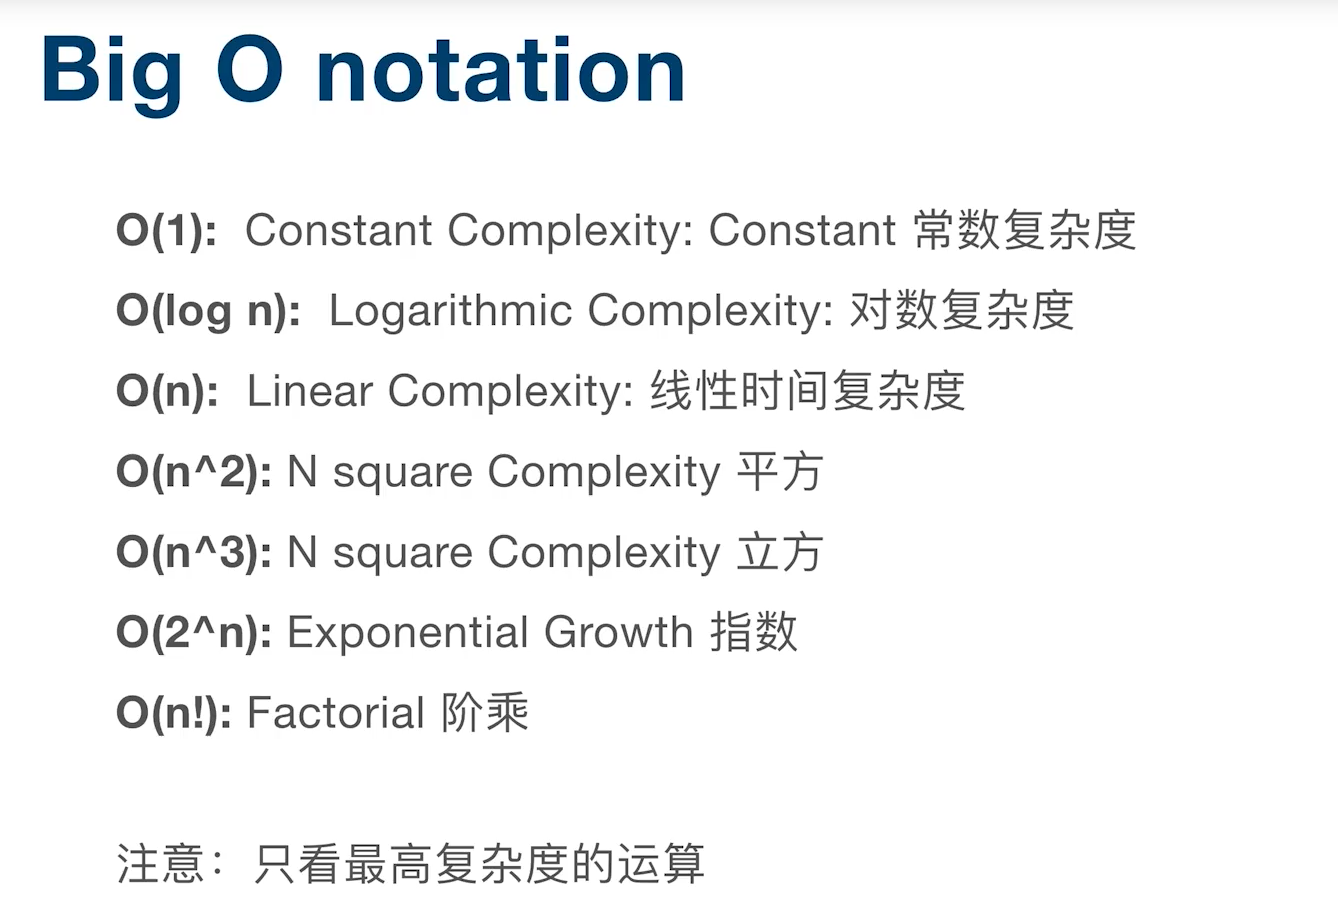 Big O notation
O(1): Constant Complexity: Constant 常数复杂度
O(log n): Logarithmic Complexity: 对数复杂度
O(n): Linear Complexity: 线性时间复杂度
O(n^2): N square Complexity 平方
O(n^3): N square Complexity 立方
O(2^n): Exponential Growth 指数
O(n!): Factorial 阶乘
注意：只看最高复杂度的运算